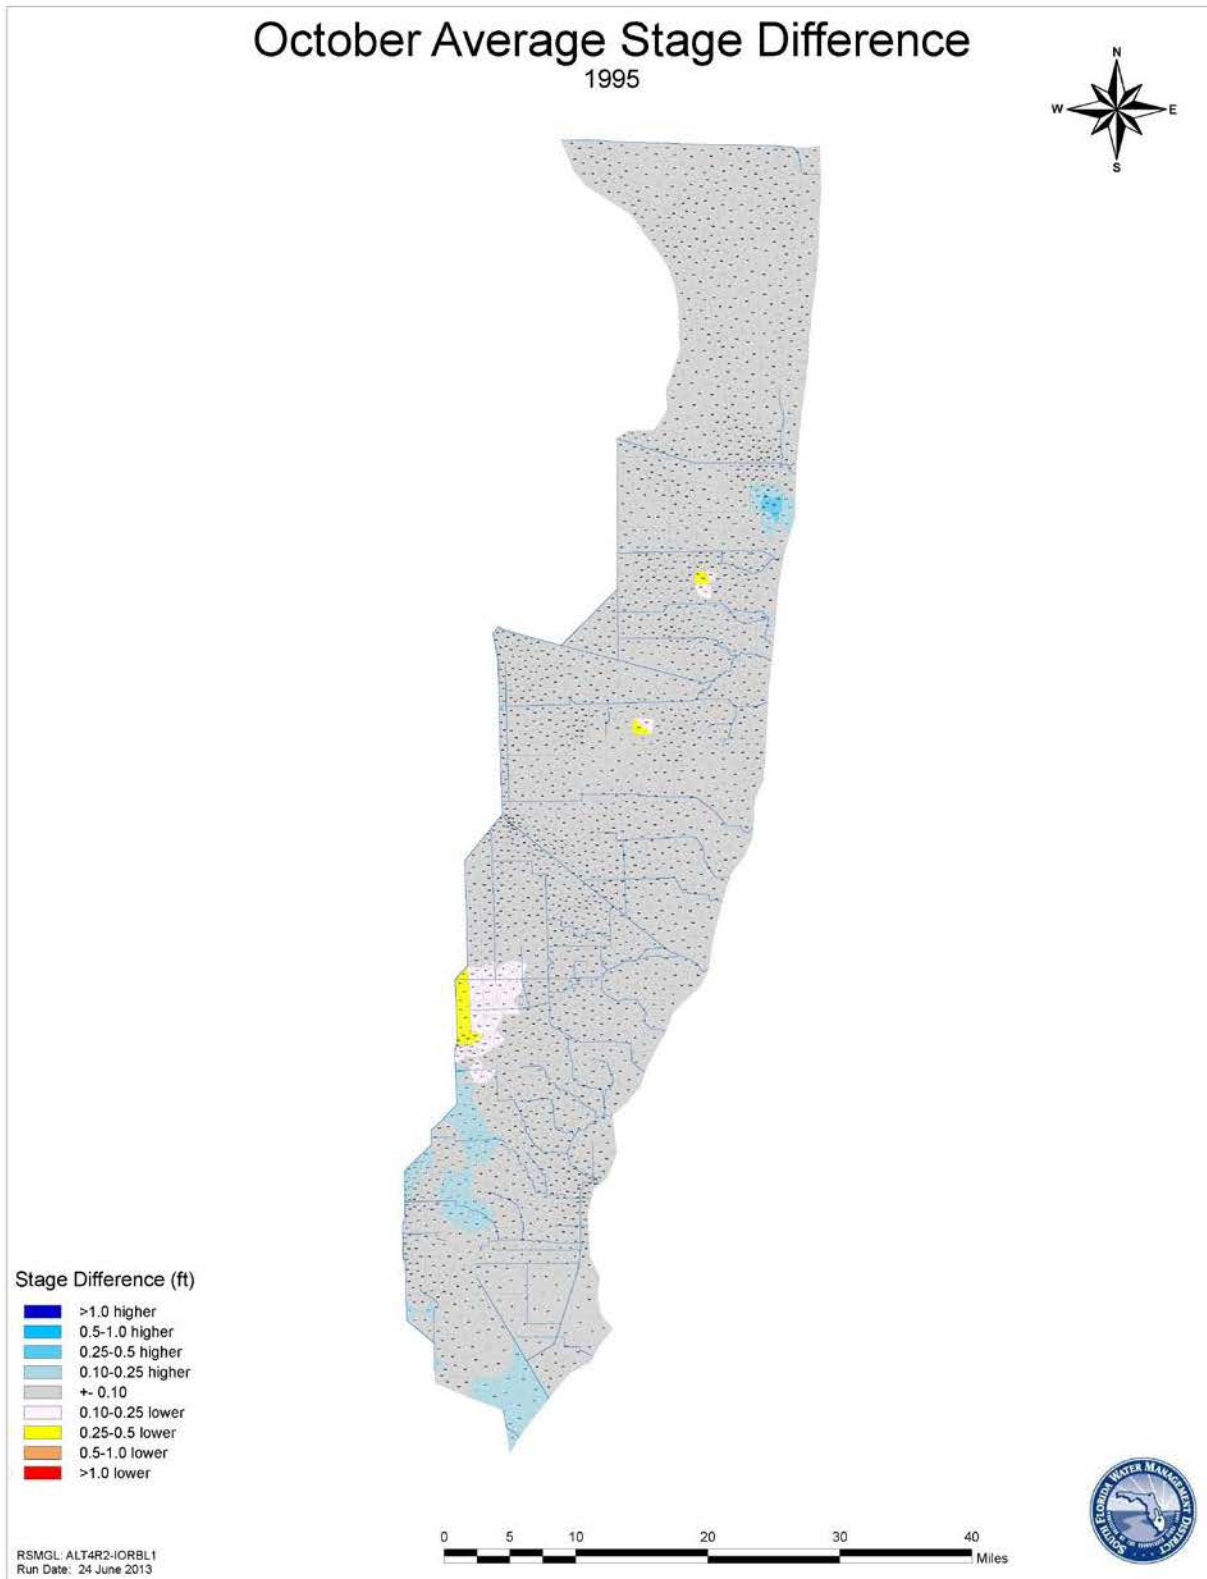 October Average Stage Difference
1995
N
W
E
S
Stage Difference (ft)
>1.0 higher
0.5-1.0 higher
0.25-0.5 higher
0.10-0.25 higher
+- 0.10
0.10-0.25 lower
0.25-0.5 lower
0.5-1.0 lower
>1.0 lower
0 5 10 20 30 40
Miles
SOUTH FLORIDA WATER MANAGEMENT DISTRICT
RSMGL: ALT4R2-IORBL1
Run Date: 24 June 2013